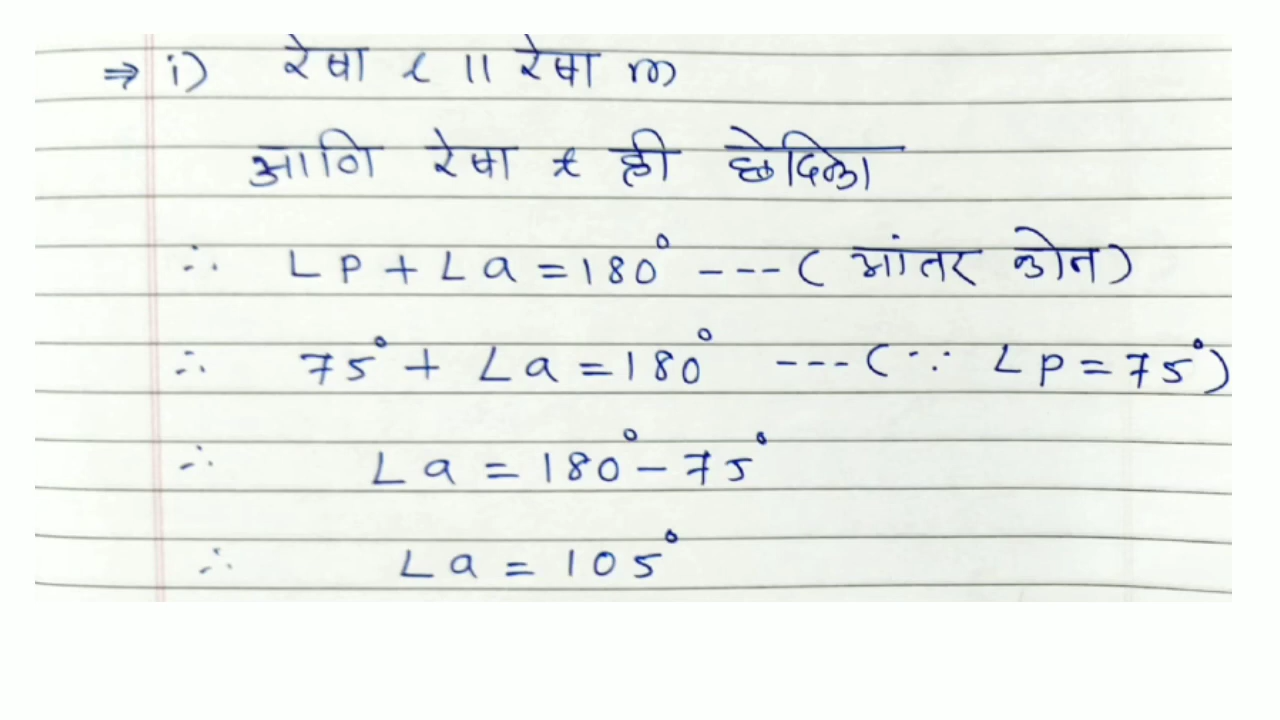 ⇒ i) रेषा l || रेषा m
आणि रेषा t ही छेदिका
∴ ∠p + ∠a = 180° --- ( आंतर कोन )
∴ 75° + ∠a = 180° --- ( ∵ ∠p = 75° )
∴ ∠a = 180° - 75°
∴ ∠a = 105°